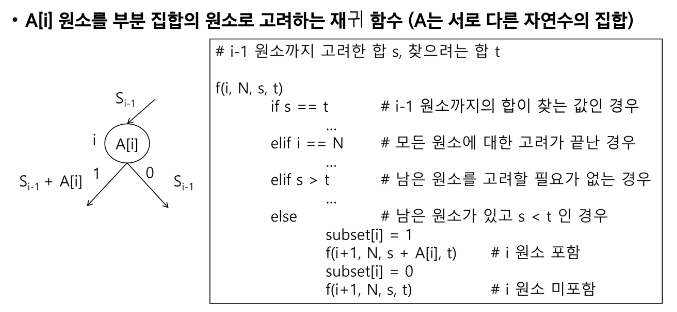 • A[i] 원소를 부분 집합의 원소로 고려하는 재귀 함수 (A는 서로 다른 자연수의 집합)
# i-1 원소까지 고려한 합 s, 찾으려는 합 t
f(i, N, s, t)
if s == t # i-1 원소까지의 합이 찾는 값인 경우
...
elif i == N # 모든 원소에 대한 고려가 끝난 경우
...
elif s > t # 남은 원소를 고려할 필요가 없는 경우
...
else # 남은 원소가 있고 s < t 인 경우
subset[i] = 1
f(i+1, N, s + A[i], t) # i 원소 포함
subset[i] = 0
f(i+1, N, s, t) # i 원소 미포함
Si-1
i A[i]
1 0
Si-1 + A[i] Si-1